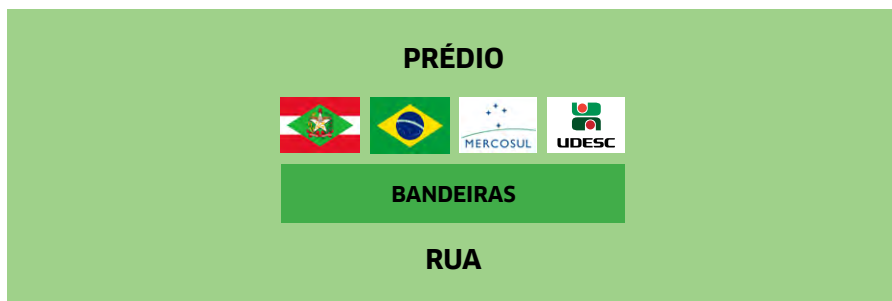 PRÉDIO
MERCOSUL
UDESC
BANDEIRAS
RUA